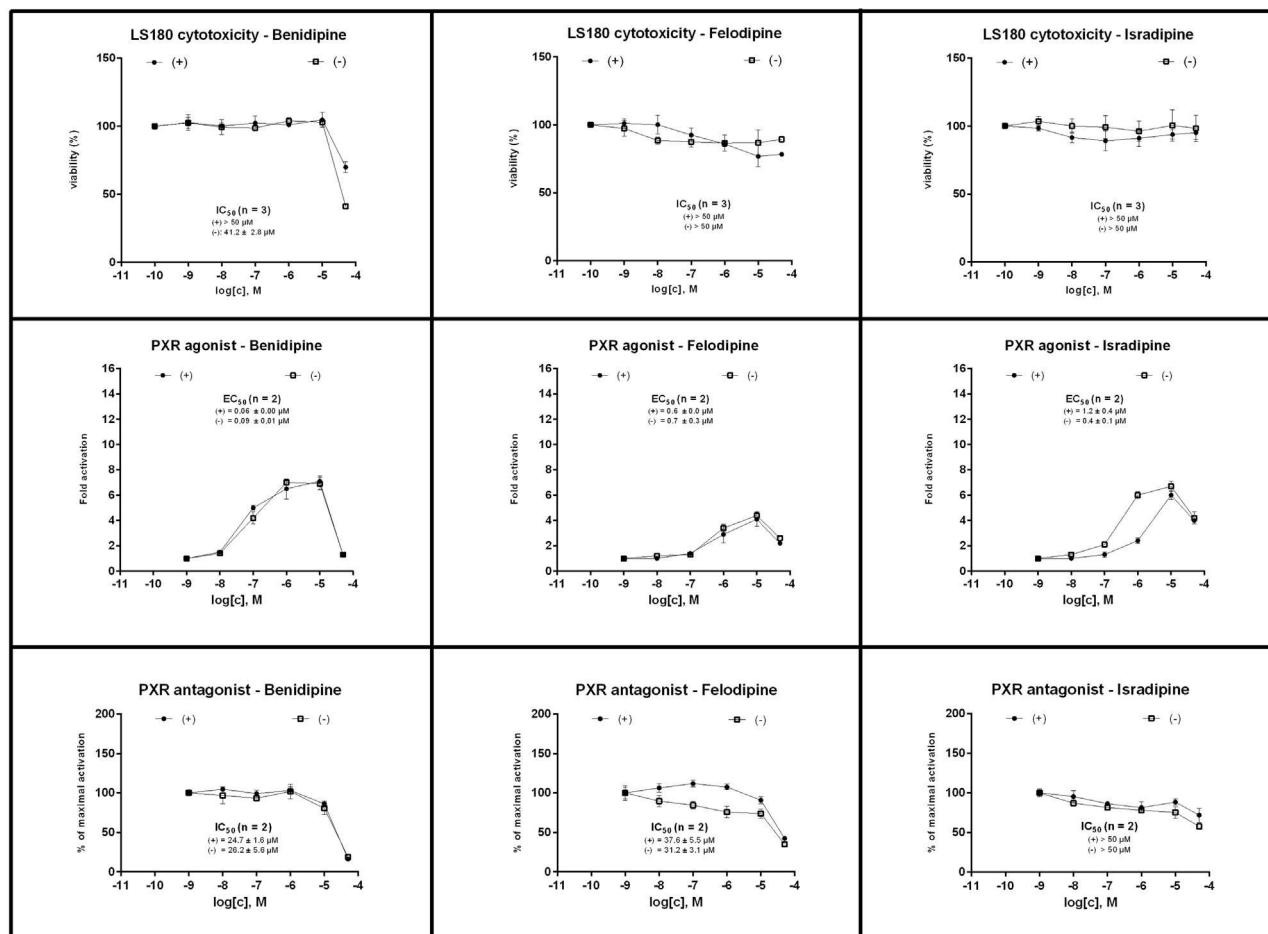 LS180 cytotoxicity - Benidipine
(+) (-)
150
100
50
0
viability (%)
IC50 (n = 3)
(+) > 50 µM
(-): 41.2 ± 2.8 µM
-11 -10 -9 -8 -7 -6 -5 -4
log[c], M
LS180 cytotoxicity - Felodipine
(+) (-)
150
100
50
0
viability (%)
IC50 (n = 3)
(+) > 50 µM
(-) > 50 µM
-11 -10 -9 -8 -7 -6 -5 -4
log[c], M
LS180 cytotoxicity - Isradipine
(+) (-)
150
100
50
0
viability (%)
IC50 (n = 3)
(+) > 50 µM
(-) > 50 µM
-11 -10 -9 -8 -7 -6 -5 -4
log[c], M
PXR agonist - Benidipine
(+) (-)
16
14
12
10
8
6
4
2
0
Fold activation
EC50 (n = 2)
(+) = 0.06 ± 0.00 µM
(-) = 0.09 ± 0.01 µM
-11 -10 -9 -8 -7 -6 -5 -4
log[c], M
PXR agonist - Felodipine
(+) (-)
16
14
12
10
8
6
4
2
0
Fold activation
EC50 (n = 2)
(+) = 0.6 ± 0.0 µM
(-) = 0.7 ± 0.3 µM
-11 -10 -9 -8 -7 -6 -5 -4
log[c], M
PXR agonist - Isradipine
(+) (-)
16
14
12
10
8
6
4
2
0
Fold activation
EC50 (n = 2)
(+) = 1.2 ± 0.4 µM
(-) = 0.4 ± 0.1 µM
-11 -10 -9 -8 -7 -6 -5 -4
log[c], M
PXR antagonist - Benidipine
(+) (-)
200
150
100
50
0
% of maximal activation
IC50 (n = 2)
(+) = 24.7 ± 1.6 µM
(-) = 26.2 ± 5.6 µM
-11 -10 -9 -8 -7 -6 -5 -4
log[c], M
PXR antagonist - Felodipine
(+) (-)
200
150
100
50
0
% of maximal activation
IC50 (n = 2)
(+) = 37.6 ± 5.5 µM
(-) = 31.2 ± 3.1 µM
-11 -10 -9 -8 -7 -6 -5 -4
log[c], M
PXR antagonist - Isradipine
(+) (-)
200
150
100
50
0
% of maximal activation
IC50 (n = 2)
(+) > 50 µM
(-) > 50 µM
-11 -10 -9 -8 -7 -6 -5 -4
log[c], M